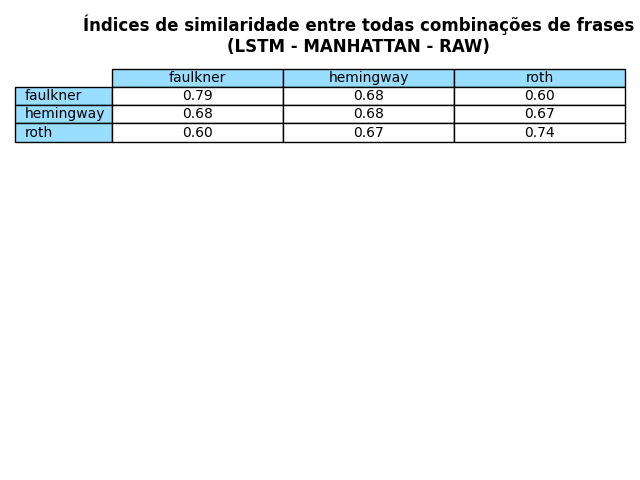 Índices de similaridade entre todas combinações de frases
(LSTM - MANHATTAN - RAW)
faulkner hemingway roth
faulkner 0.79 0.68 0.60
hemingway 0.68 0.68 0.67
roth 0.60 0.67 0.74